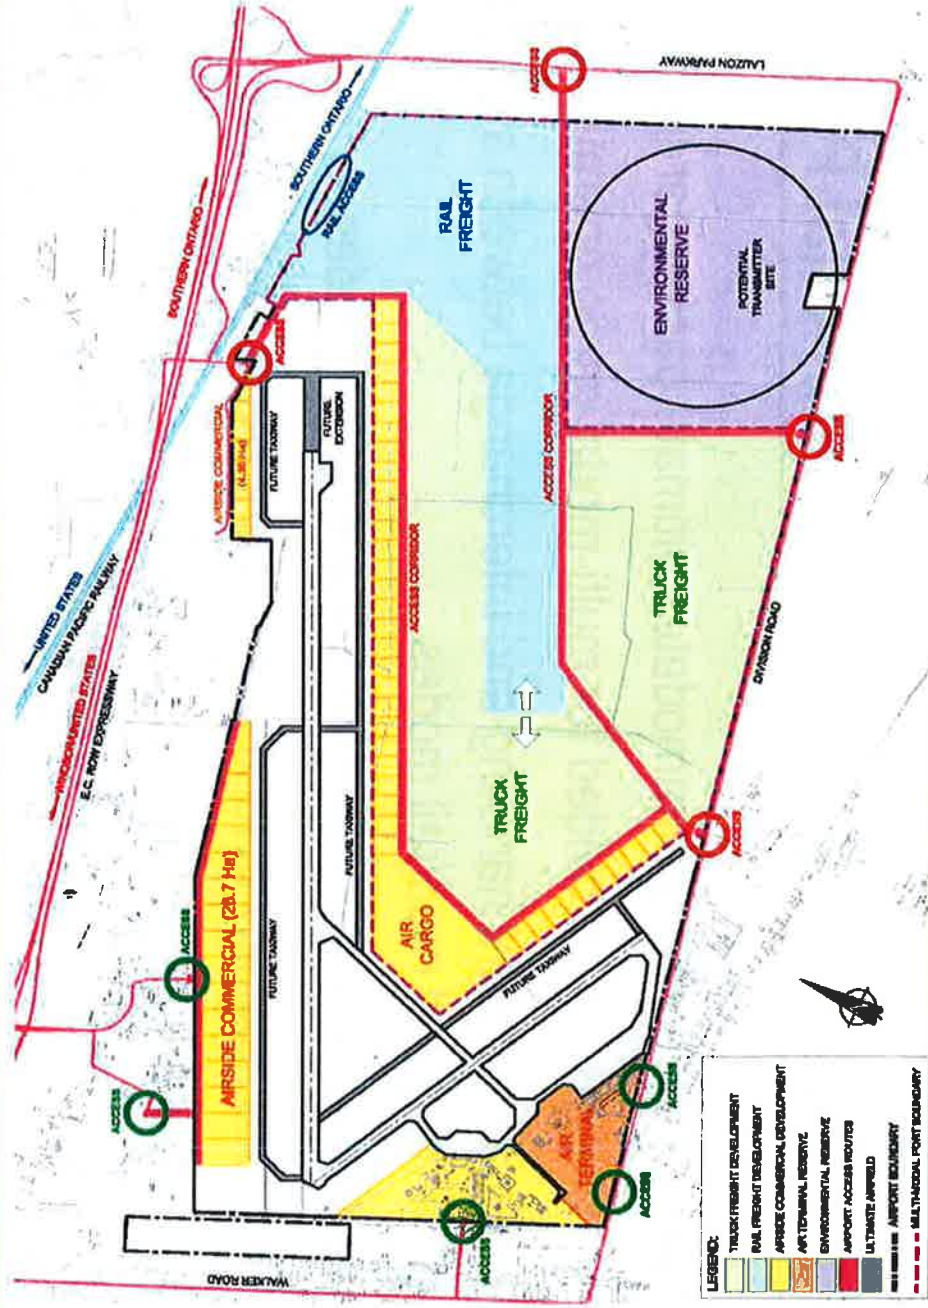 LAUZON PARKWAY
ACCESS
SOUTHERN ONTARIO
SOUTHERN ONTARIO
RAIL ACCESS
RAIL
FREIGHT
ENVIRONMENTAL
RESERVE
POTENTIAL
TRANSMITTER
SITE
ACCESS
AIRSIDE COMMERCIAL
(4.36 Ha)
FUTURE TAXIWAY
FUTURE
EXTENSION
ACCESS CORRIDOR
ACCESS
UNITED STATES
CANADIAN PACIFIC RAILWAY
WINDSOR/UNITED STATES
E.C. ROW EXPRESSWAY
ACCESS CORRIDOR
TRUCK
FREIGHT
DIVISION ROAD
TRUCK
FREIGHT
FUTURE TAXIWAY
AIRSIDE COMMERCIAL (28.7 Ha)
ACCESS
ACCESS
AIR
CARGO
FUTURE TAXIWAY
FUTURE TAXIWAY
ACCESS
ACCESS
AIR
TERMINAL
ACCESS
ACCESS
WALKER ROAD
LEGEND:
TRUCK FREIGHT DEVELOPMENT
RAIL FREIGHT DEVELOPMENT
AIRSIDE COMMERCIAL DEVELOPMENT
AIR TERMINAL RESERVE
ENVIRONMENTAL RESERVE
AIRPORT ACCESS ROUTES
ULTIMATE AIRFIELD
AIRPORT BOUNDARY
MULTI-MODAL PORT BOUNDARY